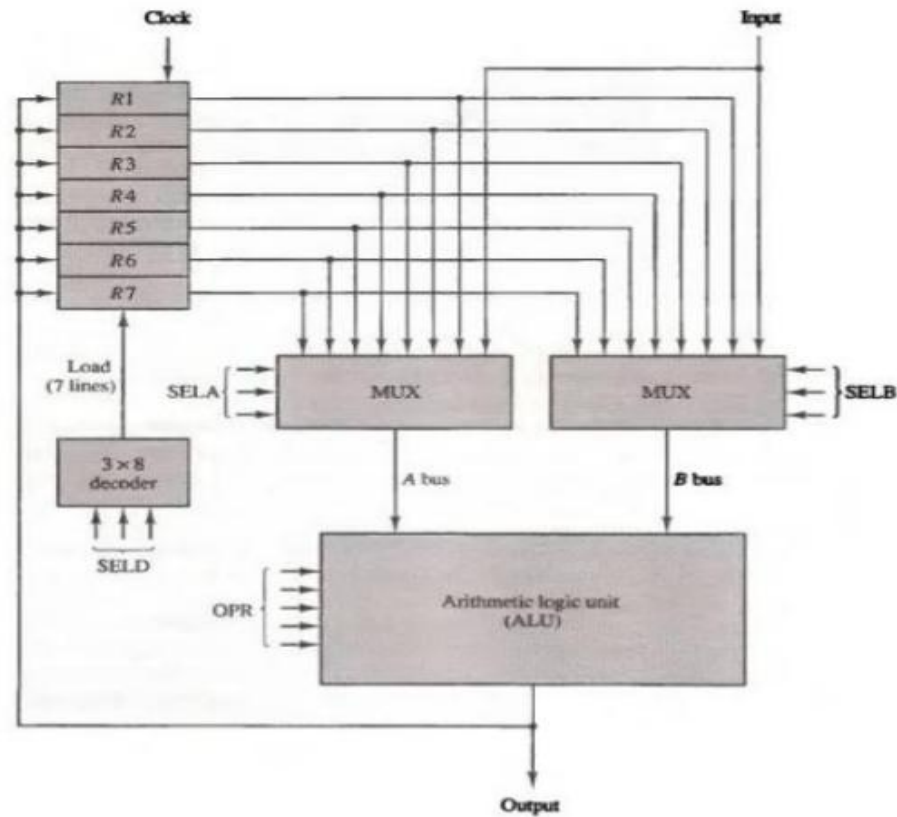 Clock
Input
R1
R2
R3
R4
R5
R6
R7
Load
(7 lines)
SELA
MUX
MUX
SELB
3 × 8
decoder
A bus
B bus
SELD
OPR
Arithmetic logic unit
(ALU)
Output